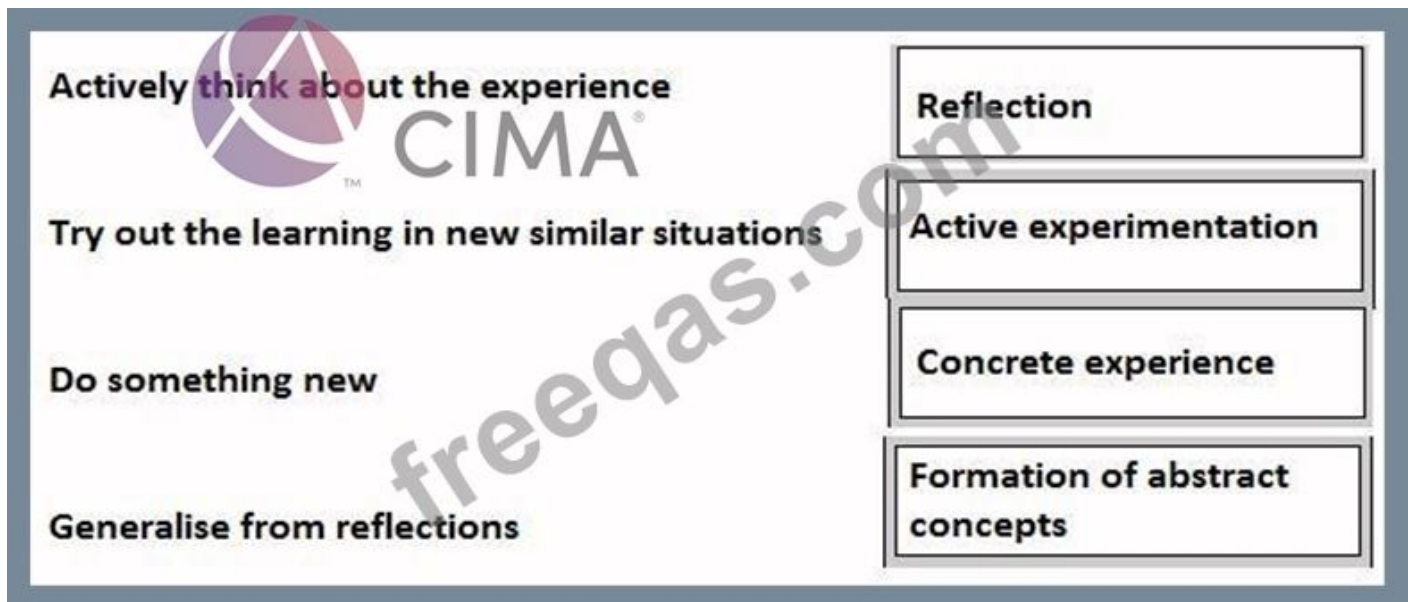 Actively think about the experience
Reflection
CIMA®
TM
Try out the learning in new similar situations
Active experimentation
Do something new
Concrete experience
Generalise from reflections
Formation of abstract
concepts
freeqas.com